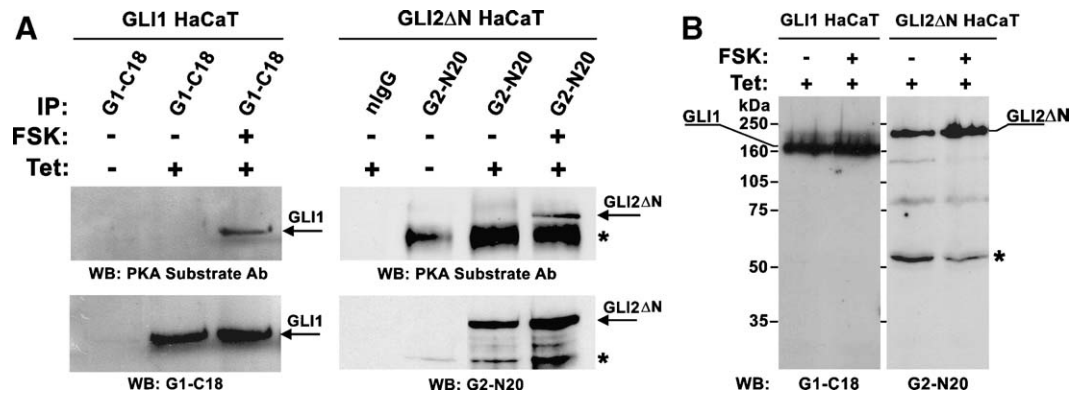 A
GLI1 HaCaT
GLI2ΔN HaCaT
IP: G1-C18 G1-C18 G1-C18 nIgG G2-N20 G2-N20 G2-N20
FSK: - - + - - +
Tet: - + + + - + +
GLI1
GLI2ΔN
*
WB: PKA Substrate Ab
WB: PKA Substrate Ab
GLI1
GLI2ΔN
*
WB: G1-C18
WB: G2-N20
B
GLI1 HaCaT GLI2ΔN HaCaT
FSK: - + - +
Tet: + + + +
kDa
GLI1
250
GLI2ΔN
160
105
75
50
*
35
WB: G1-C18 G2-N20